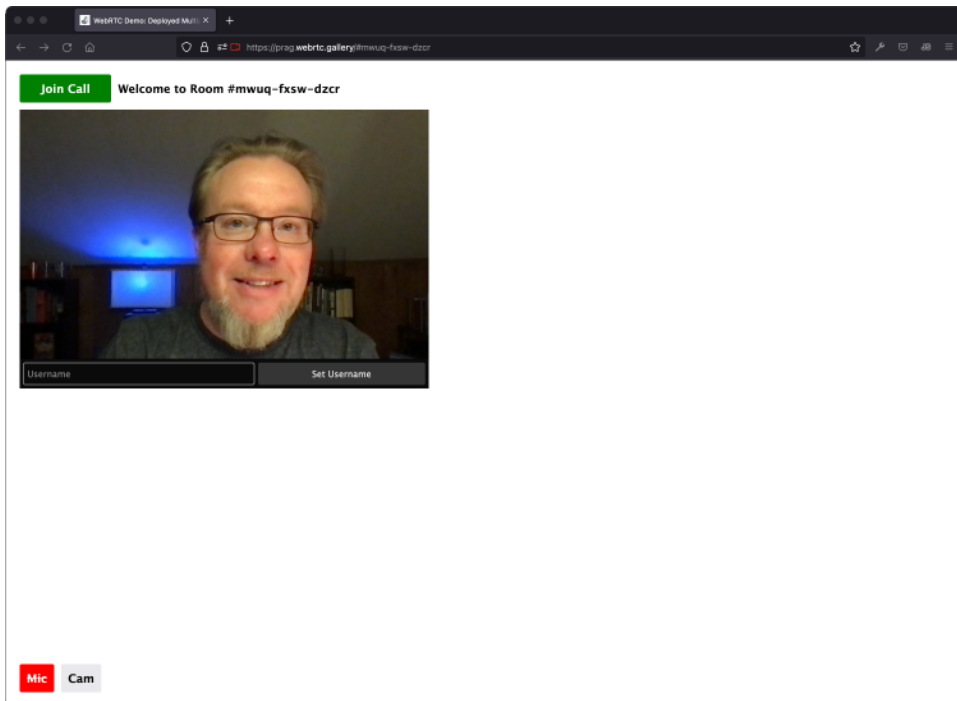 WebRTC Demo: Deployed Multi
https://prag.webrtc.gallery/#mwuq-fxsw-dzcr
Join Call Welcome to Room #mwuq-fxsw-dzcr
Username Set Username
Mic Cam